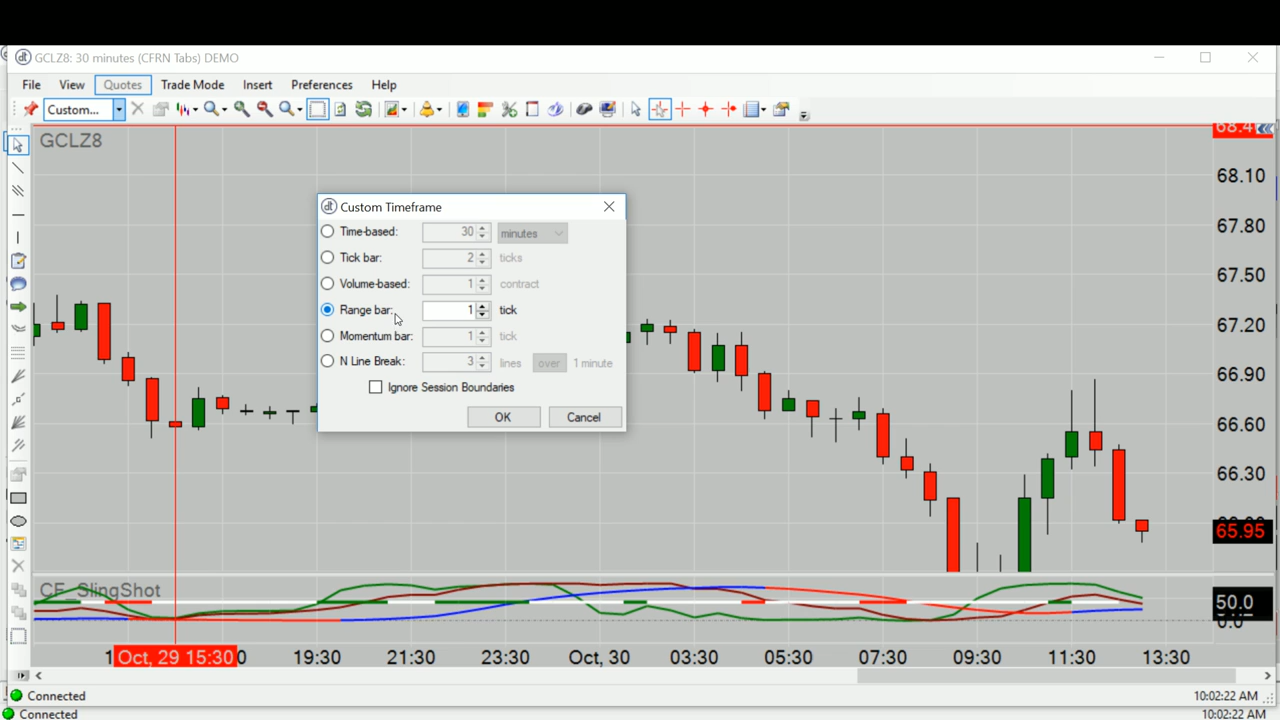 GCLZ8: 30 minutes (CFRN Tabs) DEMO
File View Quotes Trade Mode Insert Preferences Help
Custom...
GCLZ8
68.10
67.80
67.50
67.20
66.90
66.60
66.30
65.95
Custom Timeframe
Time-based: 30 minutes
Tick bar: 2 ticks
Volume-based: 1 contract
Range bar: 1 tick
Momentum bar: 1 tick
N Line Break: 3 lines over 1 minute
Ignore Session Boundaries
OK Cancel
CF_SlingShot
50.0
0.0
Oct, 29 15:30 19:30 21:30 23:30 Oct, 30 03:30 05:30 07:30 09:30 11:30 13:30
Connected 10:02:22 AM
Connected 10:02:22 AM